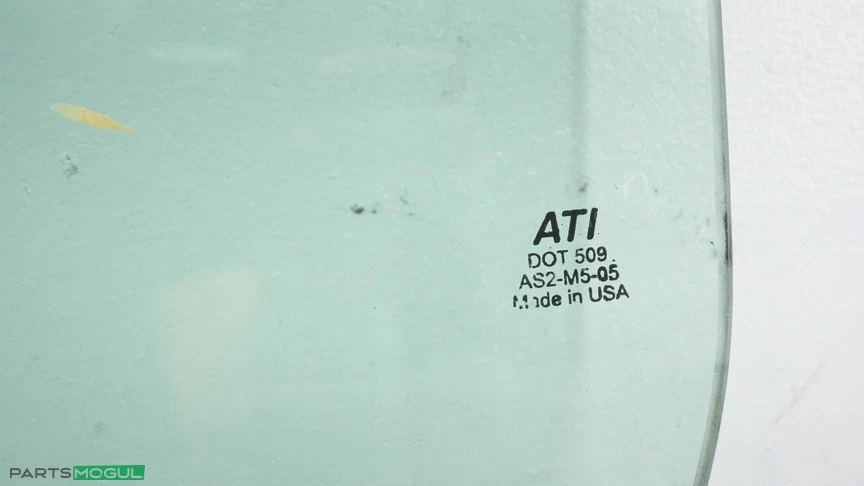 ATI
DOT 509
AS2-M5-05
Made in USA
PARTSMOGUL